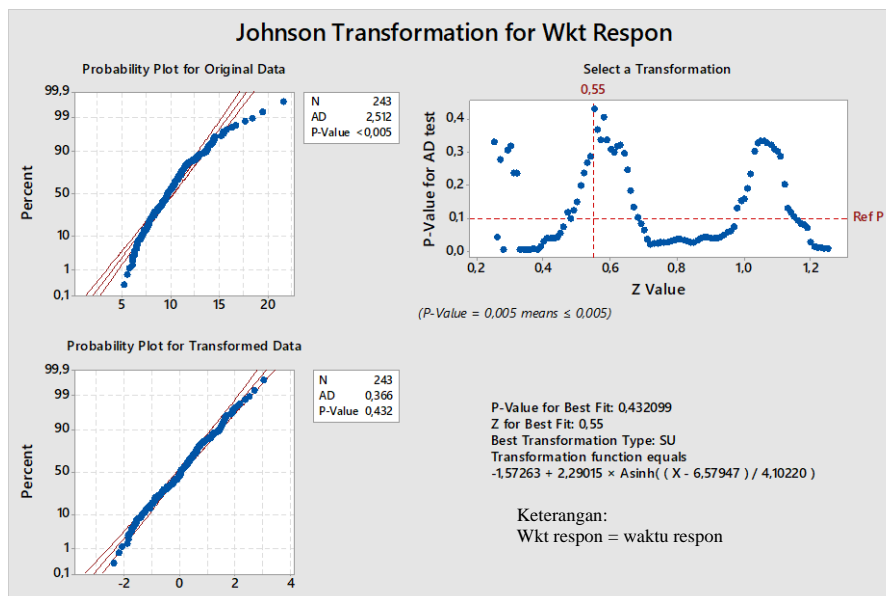 Johnson Transformation for Wkt Respon
Probability Plot for Original Data
99,9
99
90
50
10
1
0,1
Percent
5
10
15
20
N 243
AD 2,512
P-Value <0,005
Select a Transformation
0,55
0,4
0,3
0,2
0,1
0,0
P-Value for AD test
Ref P
0,2
0,4
0,6
0,8
1,0
1,2
Z Value
(P-Value = 0,005 means ≤ 0,005)
Probability Plot for Transformed Data
99,9
99
90
50
10
1
0,1
Percent
-2
0
2
4
N 243
AD 0,366
P-Value 0,432
P-Value for Best Fit: 0,432099
Z for Best Fit: 0,55
Best Transformation Type: SU
Transformation function equals
-1,57263 + 2,29015 × Asinh( ( X - 6,57947 ) / 4,10220 )
Keterangan:
Wkt respon = waktu respon